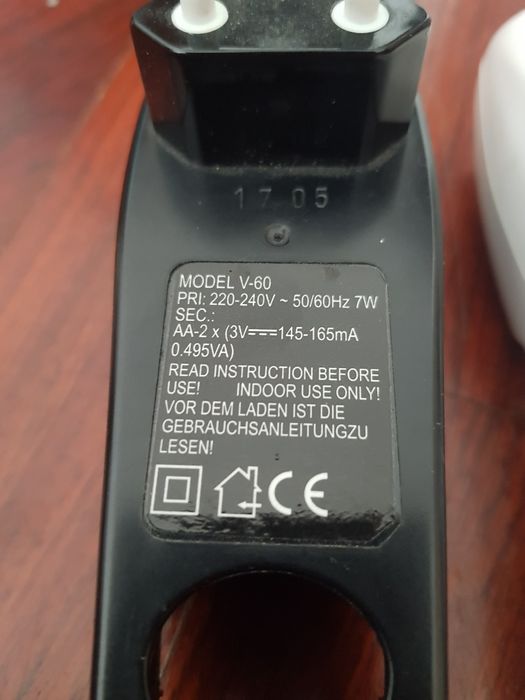 17 05
MODEL V-60
PRI: 220-240V ~ 50/60Hz 7W
SEC.:
AA-2 x (3V⎓145-165mA
0.495VA)
READ INSTRUCTION BEFORE
USE! INDOOR USE ONLY!
VOR DEM LADEN IST DIE
GEBRAUCHSANLEITUNGZU
LESEN!
CE